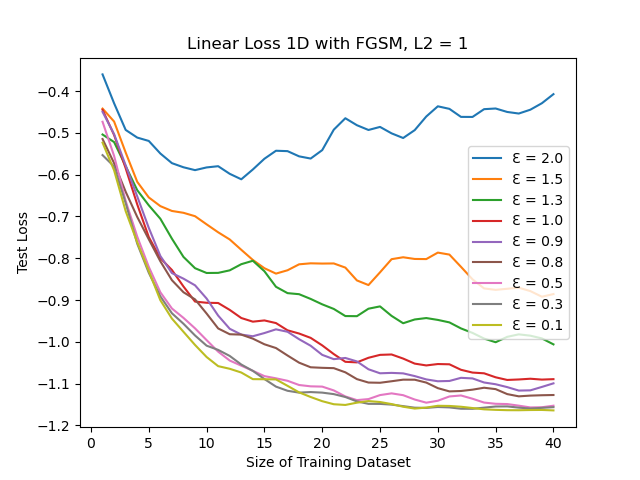 Linear Loss 1D with FGSM, L2 = 1
Test Loss
−0.4
−0.5
−0.6
−0.7
−0.8
−0.9
−1.0
−1.1
−1.2
ℇ = 2.0
ℇ = 1.5
ℇ = 1.3
ℇ = 1.0
ℇ = 0.9
ℇ = 0.8
ℇ = 0.5
ℇ = 0.3
ℇ = 0.1
0 5 10 15 20 25 30 35 40
Size of Training Dataset